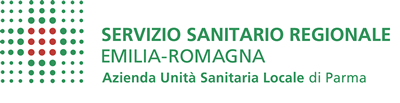 SERVIZIO SANITARIO REGIONALE
EMILIA-ROMAGNA
Azienda Unità Sanitaria Locale di Parma